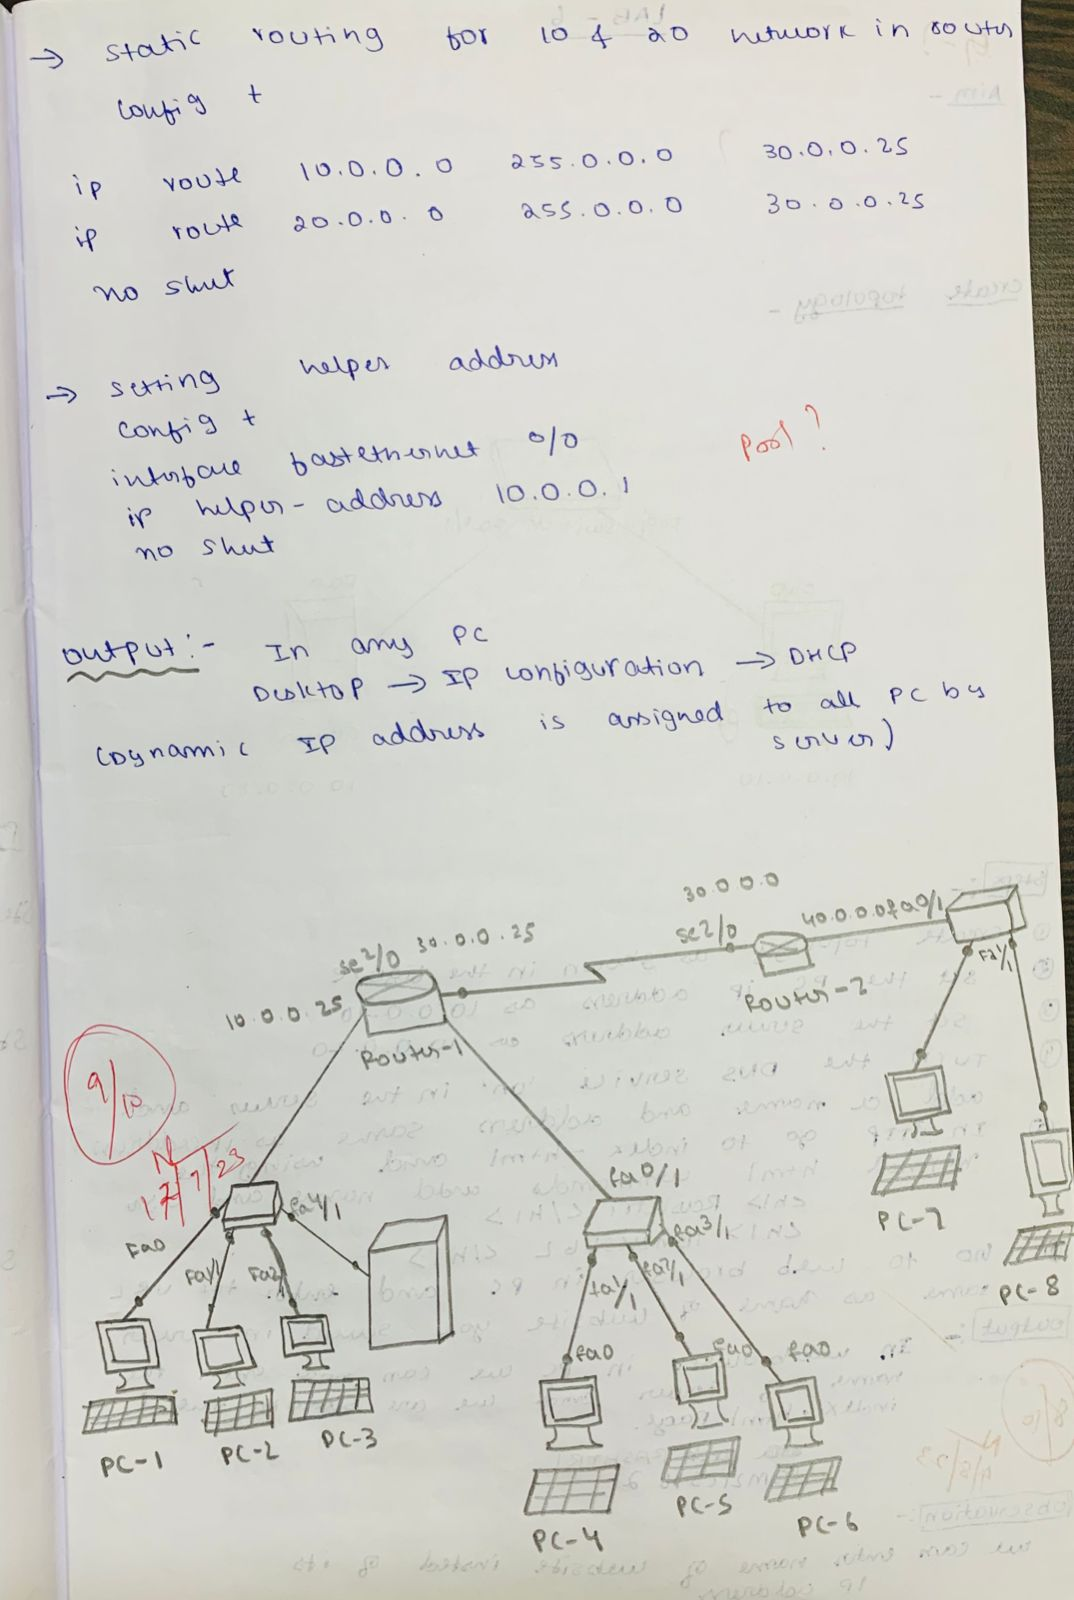 → static routing for 10 & 20 network in router
config t
ip route 10.0.0.0 255.0.0.0 30.0.0.25
ip route 20.0.0.0 255.0.0.0 30.0.0.25
no shut
→ setting helper address
config t
interface fastethernet 0/0
pool?
ip helper-address 10.0.0.1
no shut
output:- In any PC
Desktop → IP configuration → DHCP
(Dynamic IP address is assigned to all PC by
server)
30.0.0.0
se2/0 30.0.0.25
se2/0
40.0.0.0 fa0/1
10.0.0.25
Router-1
Router-2
Fa2/1
9/10
17/7/23
fa0/1
fa4/1
Fa0
Fa1/1
Fa2/1
fa3/1
fa1/1
fa2/1
PC-7
PC-8
fa0
fa0
fa0
PC-1
PC-2
PC-3
PC-4
PC-5
PC-6